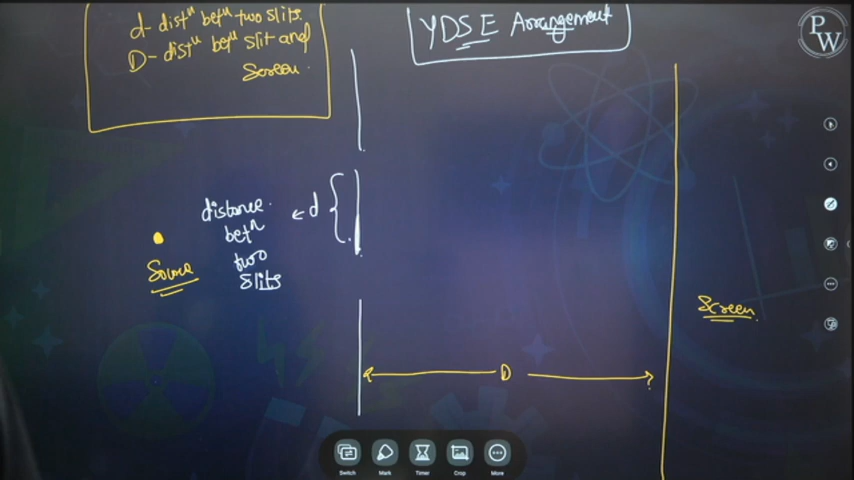 d- distⁿ betⁿ two slits.
D- distⁿ betⁿ slit and
Screen.
YDSE Arrangement
PW
distance
betⁿ
two
slits
d
Source
Screen
D
Switch
Mark
Timer
Crop
More